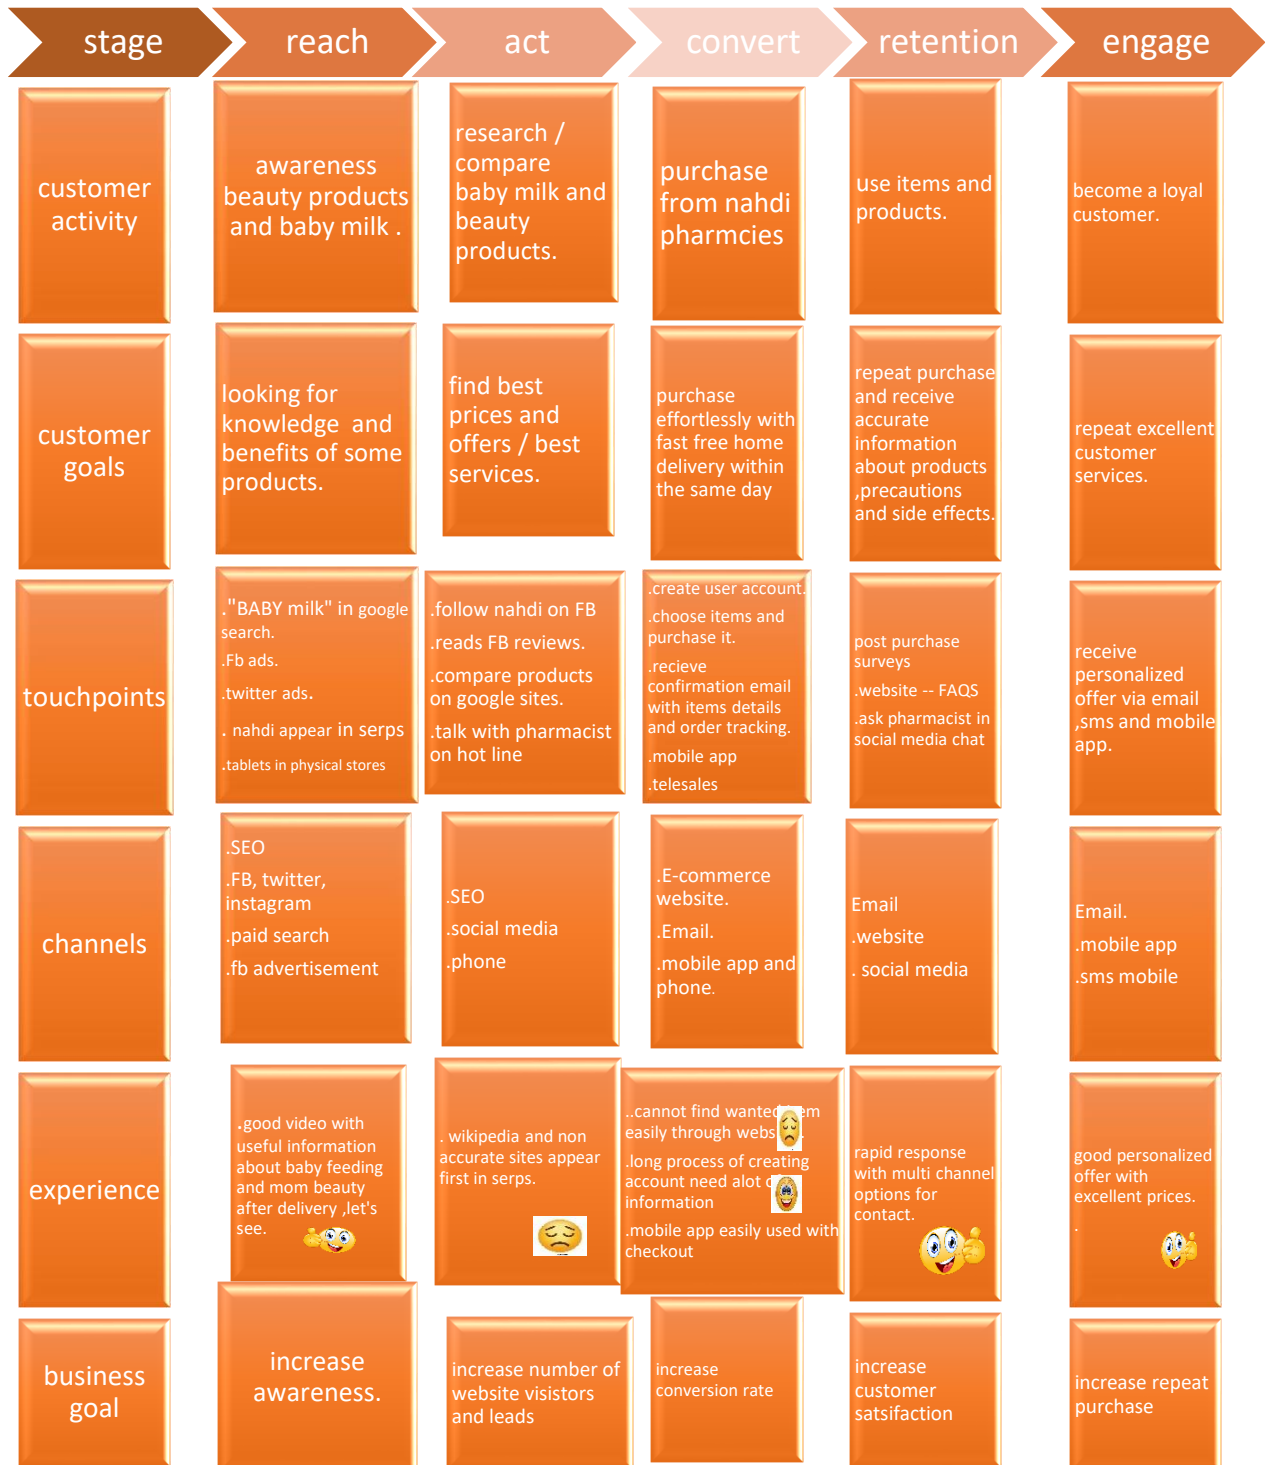 stage
reach
act
convert
retention
engage
customer
activity
awareness
beauty products
and baby milk .
research /
compare
baby milk and
beauty
products.
purchase
from nahdi
pharmcies
use items and
products.
become a loyal
customer.
customer
goals
looking for
knowledge and
benefits of some
products.
find best
prices and
offers / best
services.
purchase
effortlessly with
fast free home
delivery within
the same day
repeat purchase
and receive
accurate
information
about products
,precautions
and side effects.
repeat excellent
customer
services.
touchpoints
."BABY milk" in google
search.
.Fb ads.
.twitter ads.
. nahdi appear in serps
.tablets in physical stores
.follow nahdi on FB
.reads FB reviews.
.compare products
on google sites.
.talk with pharmacist
on hot line
.create user account.
.choose items and
purchase it.
.recieve
confirmation email
with items details
and order tracking.
.mobile app
.telesales
post purchase
surveys
.website -- FAQS
.ask pharmacist in
social media chat
receive
personalized
offer via email
,sms and mobile
app.
channels
.SEO
.FB, twitter,
instagram
.paid search
.fb advertisement
.SEO
.social media
.phone
.E-commerce
website.
.Email.
.mobile app and
phone.
Email
.website
. social media
Email.
.mobile app
.sms mobile
experience
.good video with
useful information
about baby feeding
and mom beauty
after delivery ,let's
see.
. wikipedia and non
accurate sites appear
first in serps.
..cannot find wanted
easily through
.long process of creating
account need alot
information
.mobile app easily used with
checkout
rapid response
with multi channel
options for
contact.
good personalized
offer with
excellent prices.
.
business
goal
increase
awareness.
increase number of
website visistors
and leads
increase
conversion rate
increase
customer
satsifaction
increase repeat
purchase